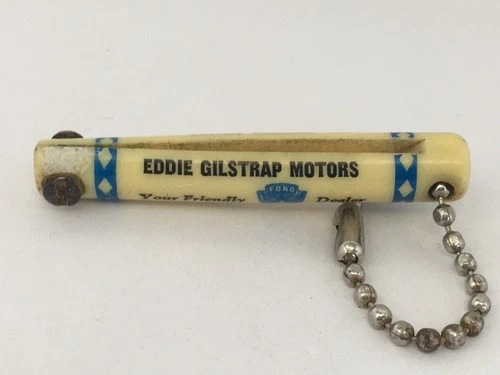 EDDIE GILSTRAP MOTORS
Your Friendly FORD Dealer